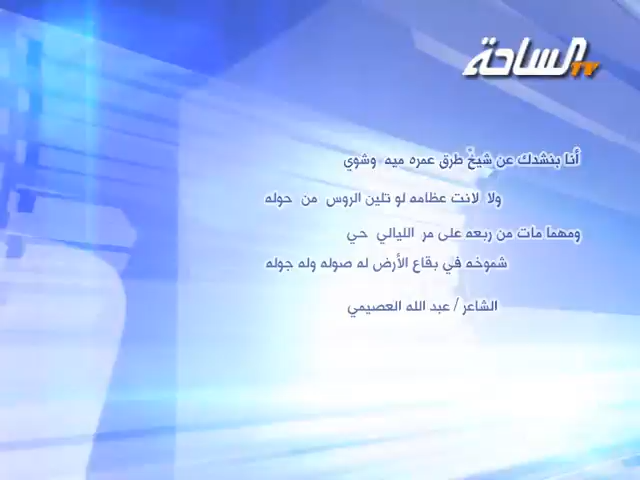 الساحة TV
أنا بنشدك عن شيخٍ طرق عمره ميه وشوي
ولا لانت عظامه لو تلين الروس من حوله
ومهما مات من ربعه على مر الليالي حي
شموخه في بقاع الأرض له صوله وله جوله
الشاعر / عبد الله العصيمي